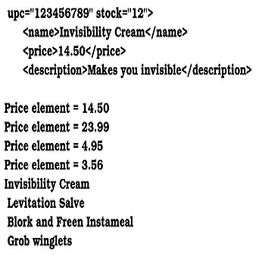 upc="123456789" stock="12">
<name>Invisibility Cream</name>
<price>14.50</price>
<description>Makes you invisible</description>
Price element = 14.50
Price element = 23.99
Price element = 4.95
Price element = 3.56
Invisibility Cream
Levitation Salve
Blork and Freen Instameal
Grob winglets